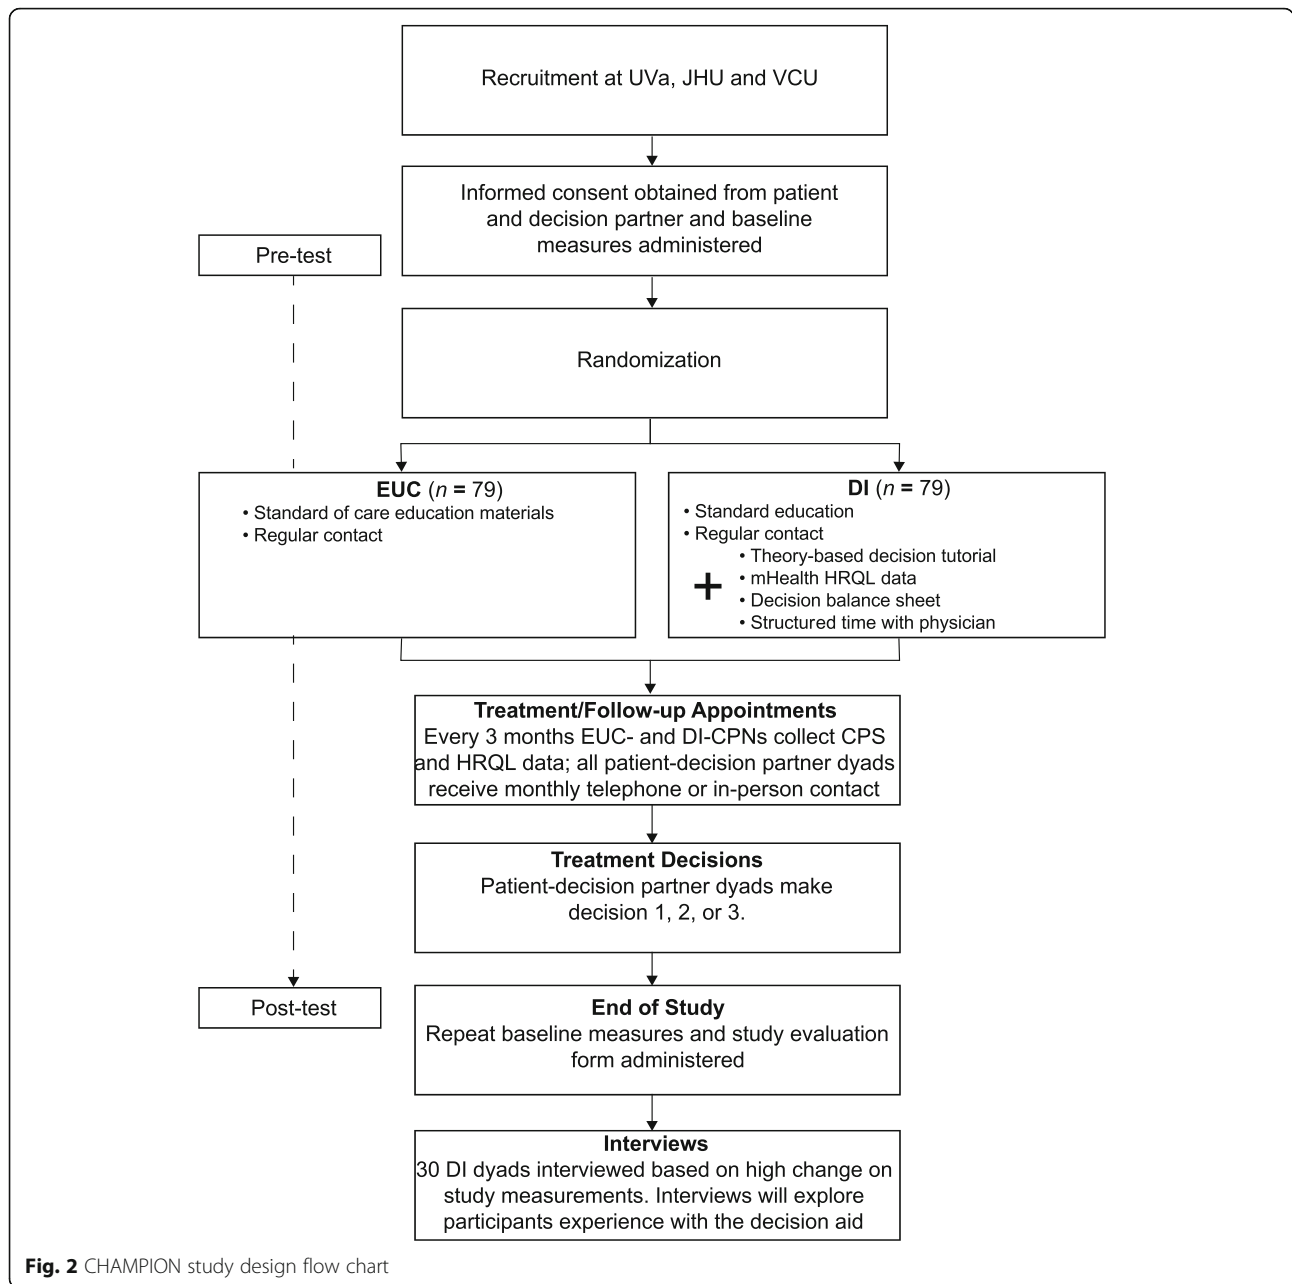 Recruitment at UVa, JHU and VCU
Informed consent obtained from patient
and decision partner and baseline
measures administered
Pre-test
Randomization
EUC (n = 79)
• Standard of care education materials
• Regular contact
DI (n = 79)
• Standard education
• Regular contact
• Theory-based decision tutorial
+ • mHealth HRQL data
• Decision balance sheet
• Structured time with physician
Treatment/Follow-up Appointments
Every 3 months EUC- and DI-CPNs collect CPS
and HRQL data; all patient-decision partner dyads
receive monthly telephone or in-person contact
Treatment Decisions
Patient-decision partner dyads make
decision 1, 2, or 3.
Post-test
End of Study
Repeat baseline measures and study evaluation
form administered
Interviews
30 DI dyads interviewed based on high change on
study measurements. Interviews will explore
participants experience with the decision aid
Fig. 2 CHAMPION study design flow chart